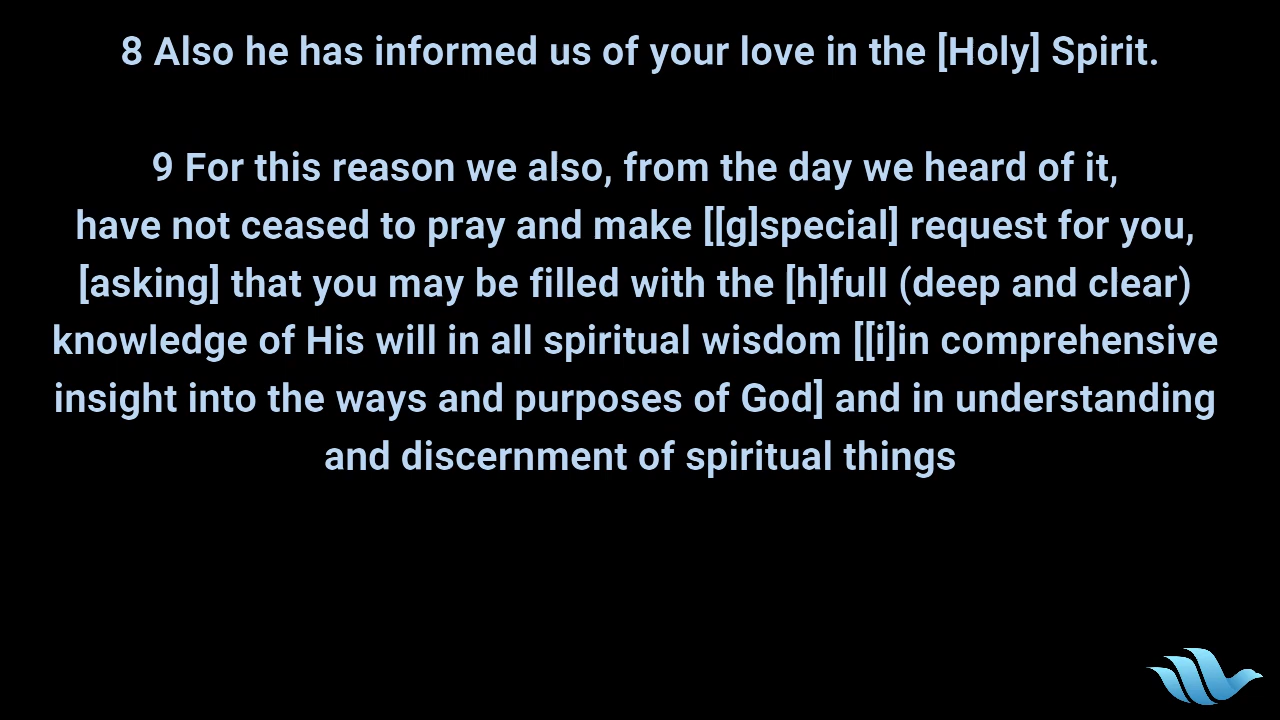 8 Also he has informed us of your love in the [Holy] Spirit.
9 For this reason we also, from the day we heard of it,
have not ceased to pray and make [[g]special] request for you,
[asking] that you may be filled with the [h]full (deep and clear)
knowledge of His will in all spiritual wisdom [[i]in comprehensive
insight into the ways and purposes of God] and in understanding
and discernment of spiritual things